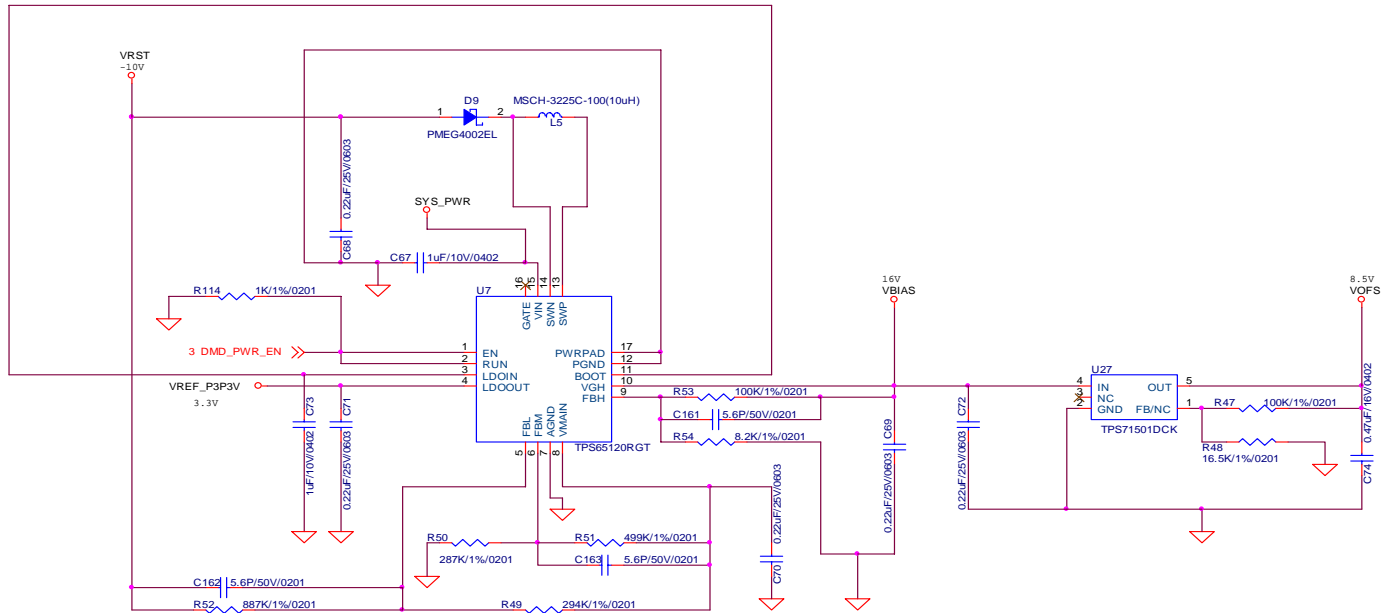 VRST
-10V
D9
MSCH-3225C-100(10uH)
1
2
L5
PMEG4002EL
0.22uF/25V/0603
C68
SYS_PWR
C67
1uF/10V/0402
16
15
14
13
R114
1K/1%/0201
U7
GATE
VIN
SWN
SWP
16V
VBIAS
8.5V
VOFS
3 DMD_PWR_EN
1
EN
PWRPAD
17
2
RUN
PGND
12
3
LDOIN
BOOT
11
4
LDOOUT
VGH
10
FBH
9
VREF_P3P3V
3.3V
R53
100K/1%/0201
C161
5.6P/50V/0201
R54
8.2K/1%/0201
C73
1uF/10V/0402
C71
0.22uF/25V/0603
FBL
FBM
AGND
VMAIN
5
6
7
8
TPS65120RGT
C69
0.22uF/25V/0603
C72
0.22uF/25V/0603
U27
4
IN
OUT
5
3
NC
2
GND
FB/NC
1
TPS71501DCK
R47
100K/1%/0201
R48
16.5K/1%/0201
0.47uF/16V/0402
C74
R50
287K/1%/0201
R51
499K/1%/0201
C163
5.6P/50V/0201
0.22uF/25V/0603
C70
C162
5.6P/50V/0201
R52
887K/1%/0201
R49
294K/1%/0201